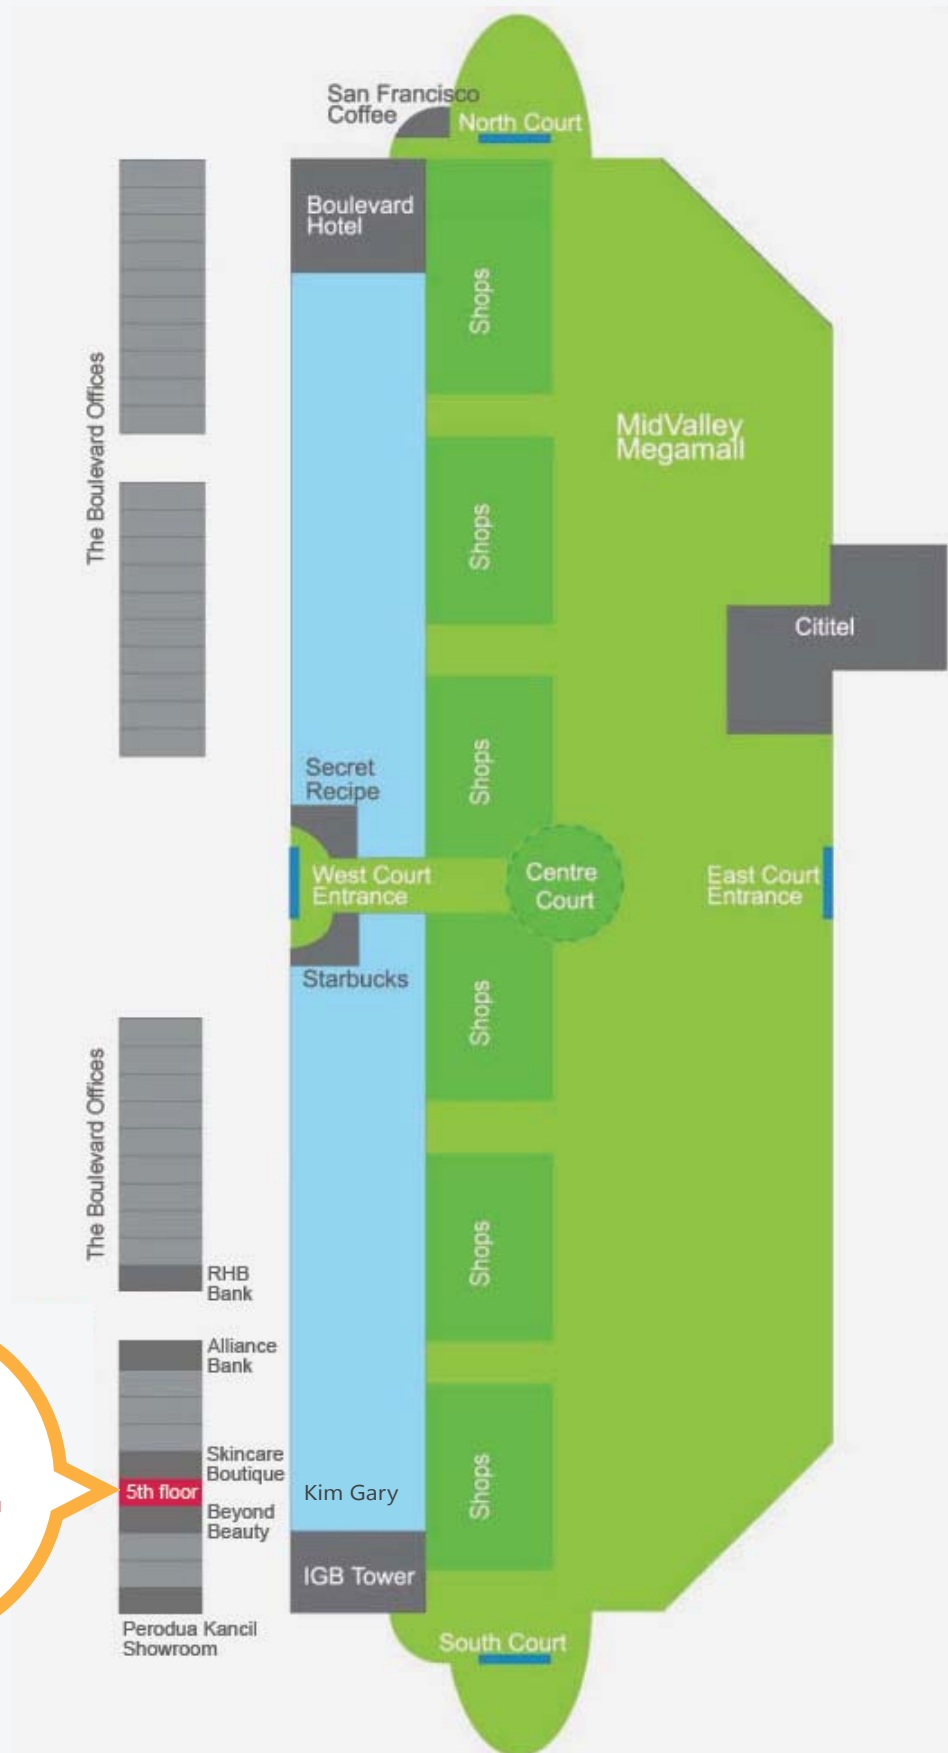 San Francisco
Coffee
North Court
Boulevard
Hotel
Shops
The Boulevard Offices
MidValley
Megamall
Shops
Cititel
Secret
Recipe
Shops
West Court
Entrance
Centre
Court
East Court
Entrance
Starbucks
Shops
The Boulevard Offices
RHB
Bank
Shops
Alliance
Bank
Skincare
Boutique
5th floor
Kim Gary
Shops
Beyond
Beauty
IGB Tower
Perodua Kancil
Showroom
South Court